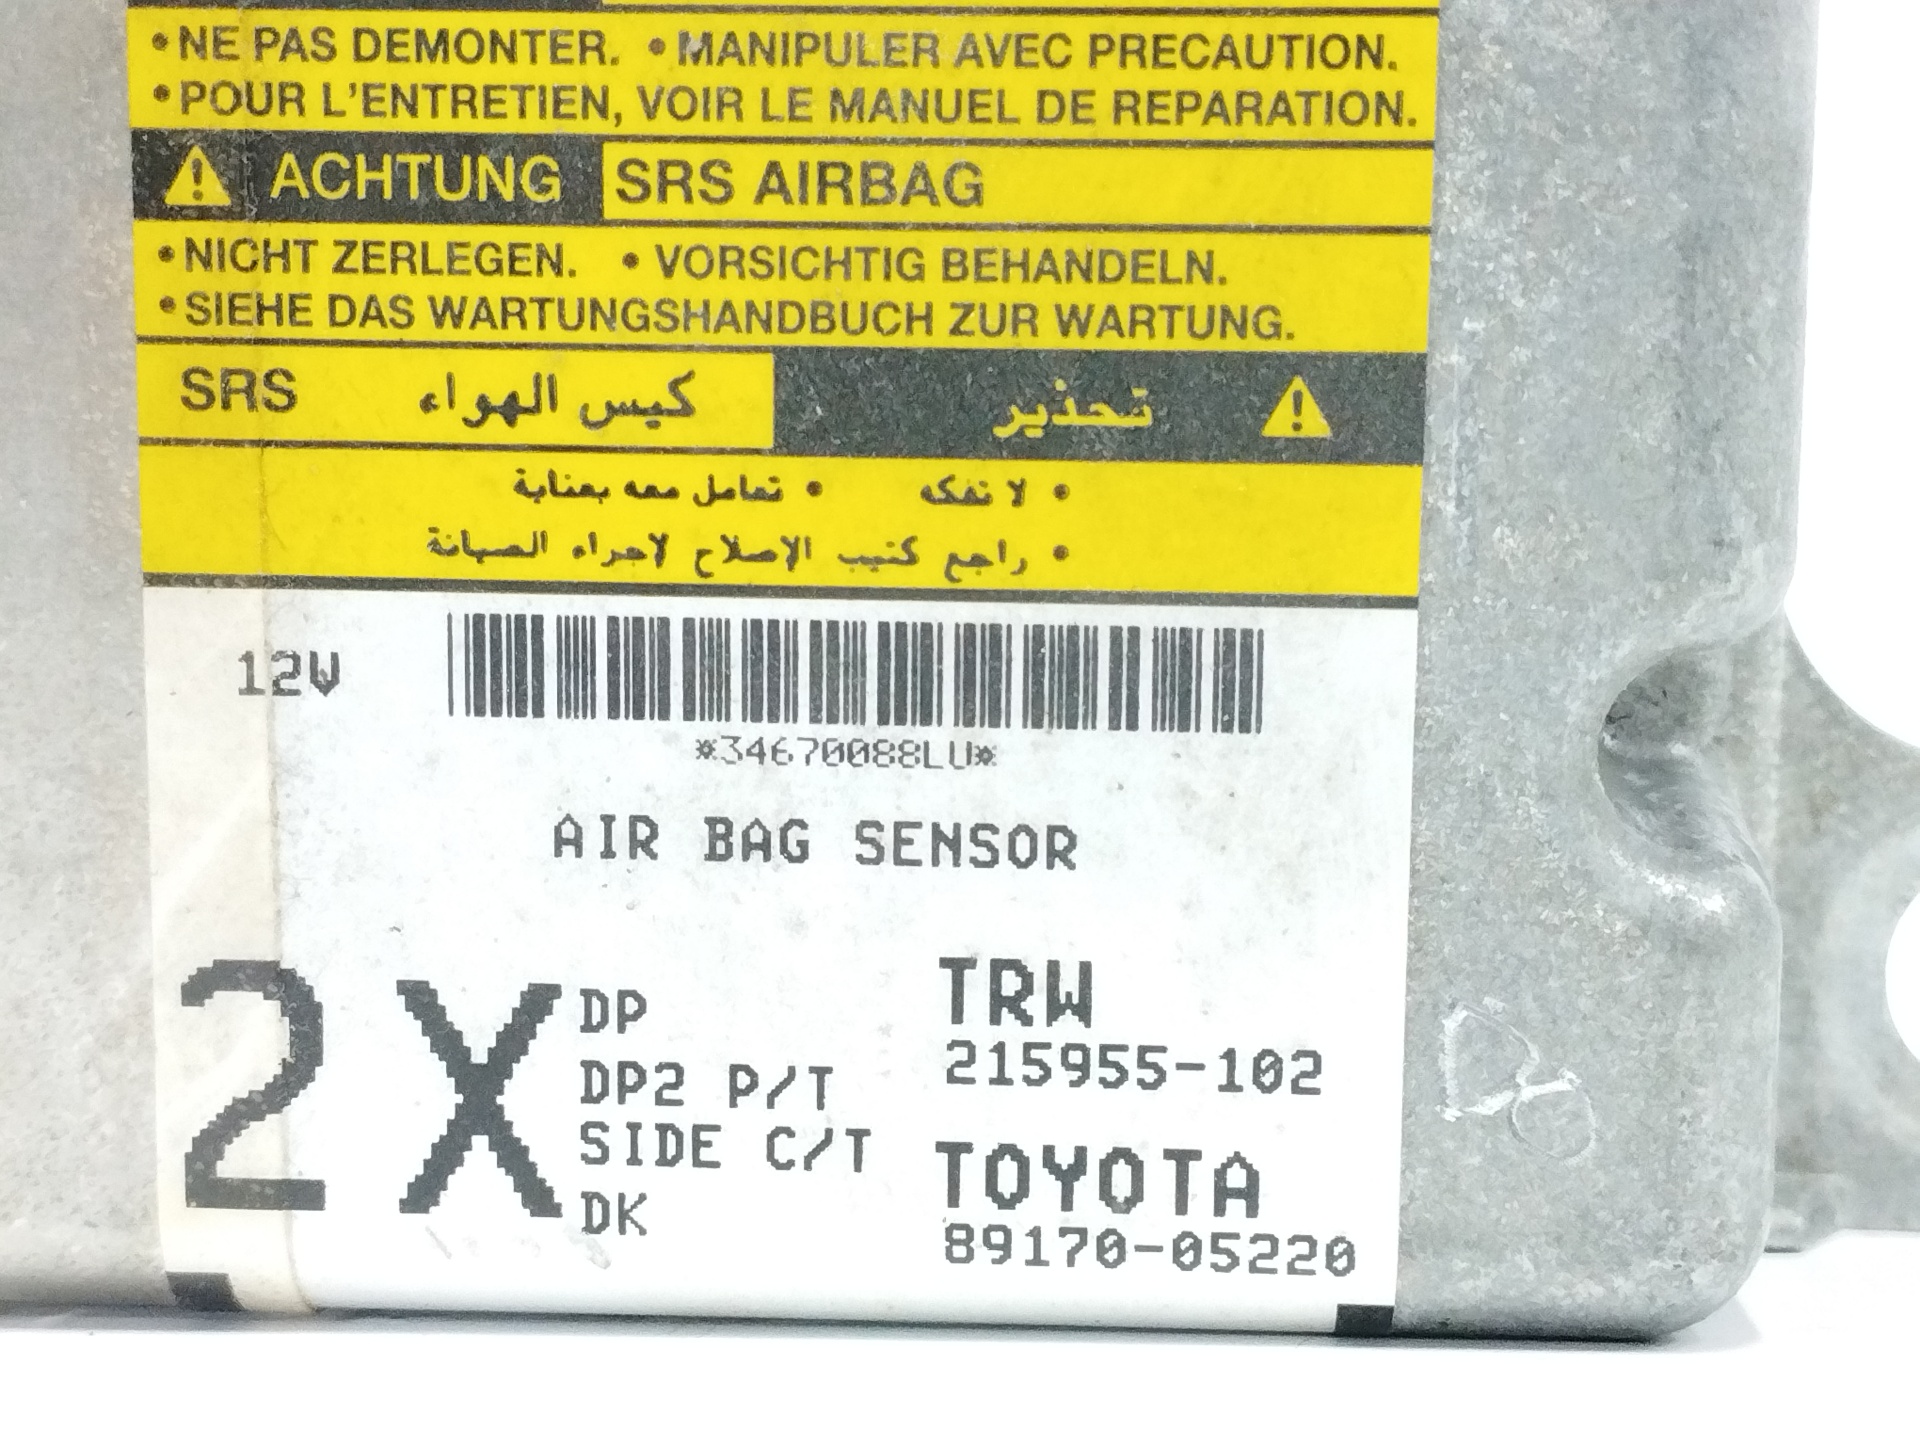 •NE PAS DEMONTER. •MANIPULER AVEC PRECAUTION.
•POUR L'ENTRETIEN, VOIR LE MANUEL DE REPARATION.
ACHTUNG SRS AIRBAG
•NICHT ZERLEGEN. •VORSICHTIG BEHANDELN.
•SIEHE DAS WARTUNGSHANDBUCH ZUR WARTUNG.
تحذير كيس الهواء SRS
• لا تفكه • تعامل معه بعناية
• راجع كتيب الإصلاح لاجراء الصيانة
12W
*34670088LU*
AIR BAG SENSOR
2X
DP
DP2 P/T
SIDE C/T
DK
TRW
215955-102
TOYOTA
89170-05220